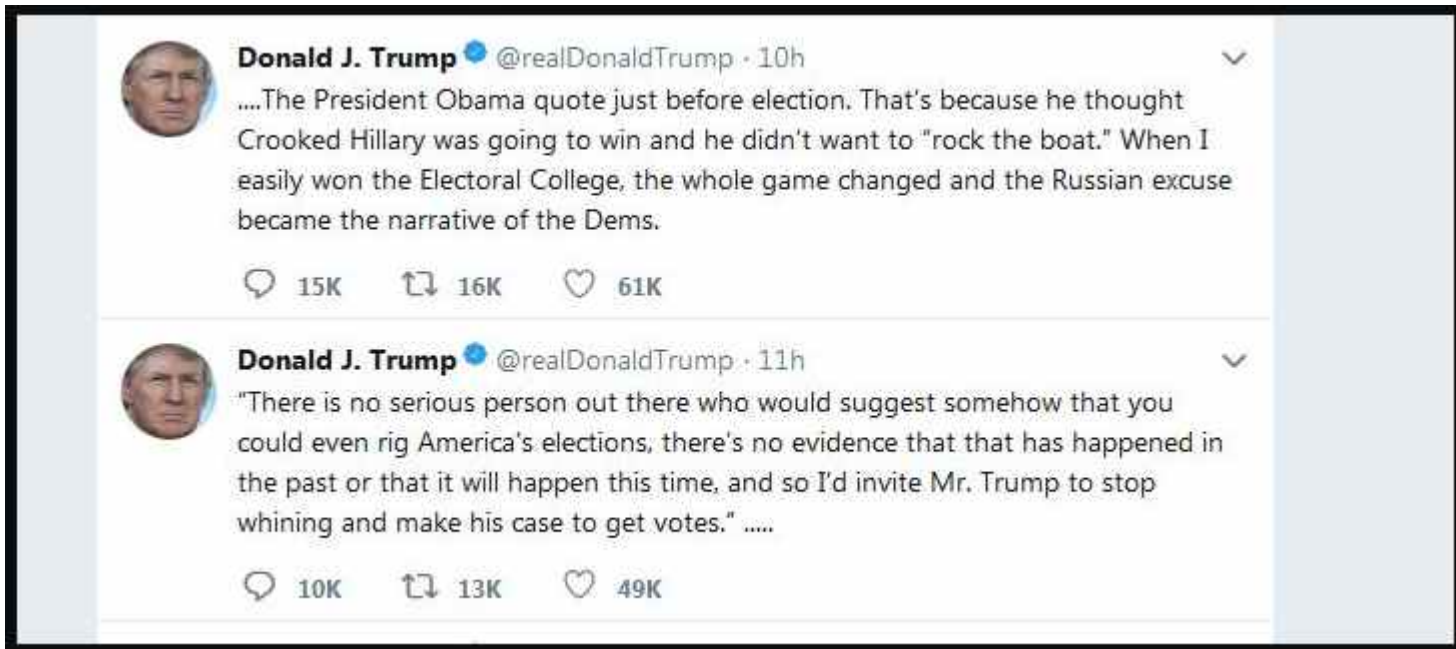 Donald J. Trump @realDonaldTrump · 10h
....The President Obama quote just before election. That's because he thought
Crooked Hillary was going to win and he didn't want to “rock the boat.” When I
easily won the Electoral College, the whole game changed and the Russian excuse
became the narrative of the Dems.
15K 16K 61K
Donald J. Trump @realDonaldTrump · 11h
“There is no serious person out there who would suggest somehow that you
could even rig America's elections, there's no evidence that that has happened in
the past or that it will happen this time, and so I'd invite Mr. Trump to stop
whining and make his case to get votes.” .....
10K 13K 49K